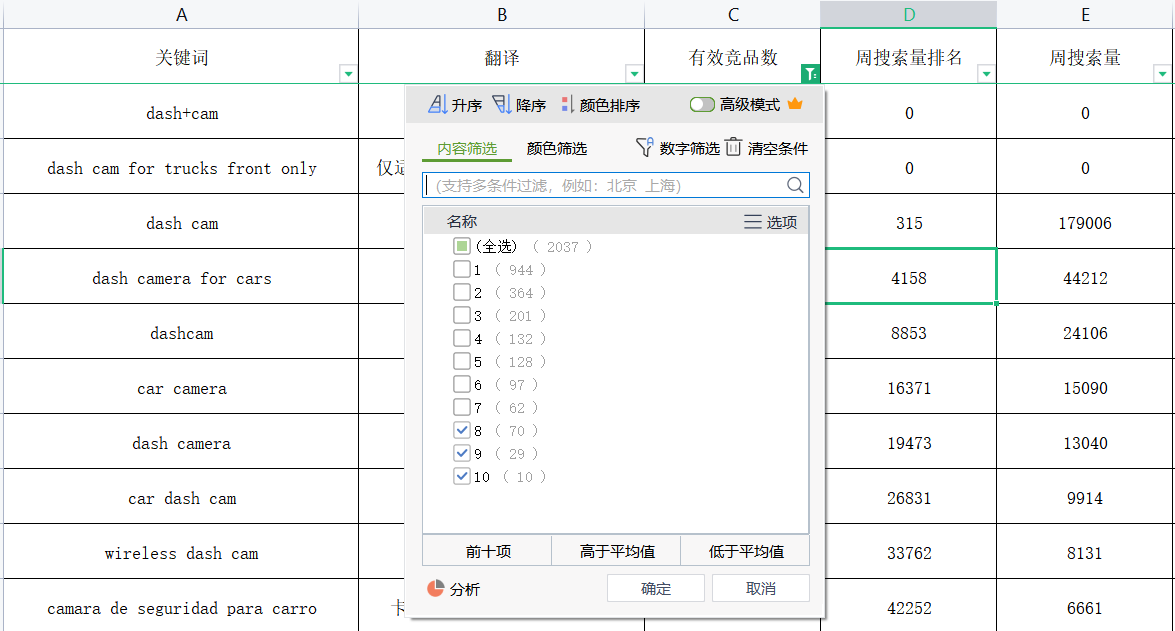 A B C D E
关键词 翻译 有效竞品数 周搜索量排名 周搜索量
dash+cam 0 0
dash cam for trucks front only 仅 0 0
dash cam 315 179006
dash camera for cars 4158 44212
dashcam 8853 24106
car camera 16371 15090
dash camera 19473 13040
car dash cam 26831 9914
wireless dash cam 33762 8131
camara de seguridad para carro 卡 42252 6661
升序 降序 颜色排序 高级模式
内容筛选 颜色筛选 数字筛选 清空条件
(支持多条件过滤，例如：北京 上海)
名称 选项
(全选) ( 2037 )
1 ( 944 )
2 ( 364 )
3 ( 201 )
4 ( 132 )
5 ( 128 )
6 ( 97 )
7 ( 62 )
8 ( 70 )
9 ( 29 )
10 ( 10 )
前十项 高于平均值 低于平均值
分析 确定 取消